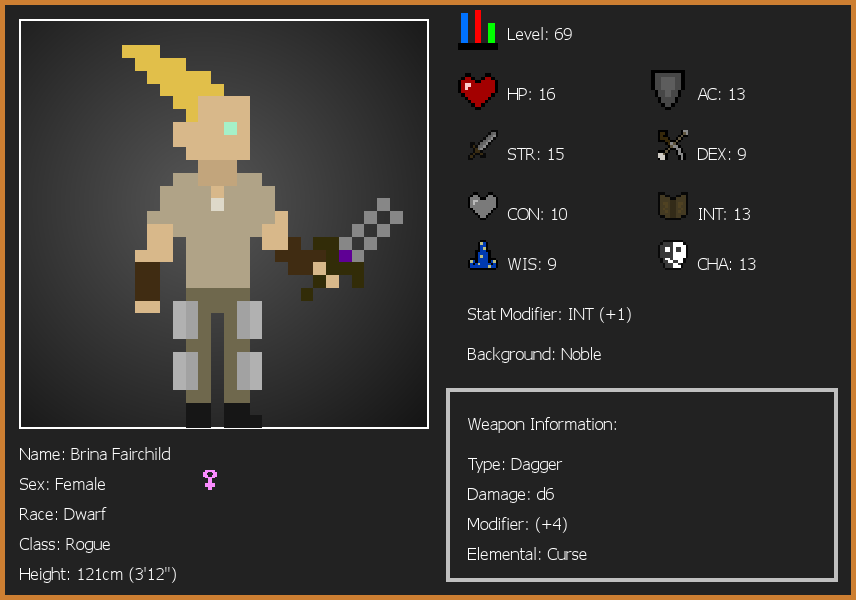 Level: 69
HP: 16
AC: 13
STR: 15
DEX: 9
CON: 10
INT: 13
WIS: 9
CHA: 13
Stat Modifier: INT (+1)
Background: Noble
Weapon Information:
Type: Dagger
Damage: d6
Modifier: (+4)
Elemental: Curse
Name: Brina Fairchild
Sex: Female
Race: Dwarf
Class: Rogue
Height: 121cm (3'12")